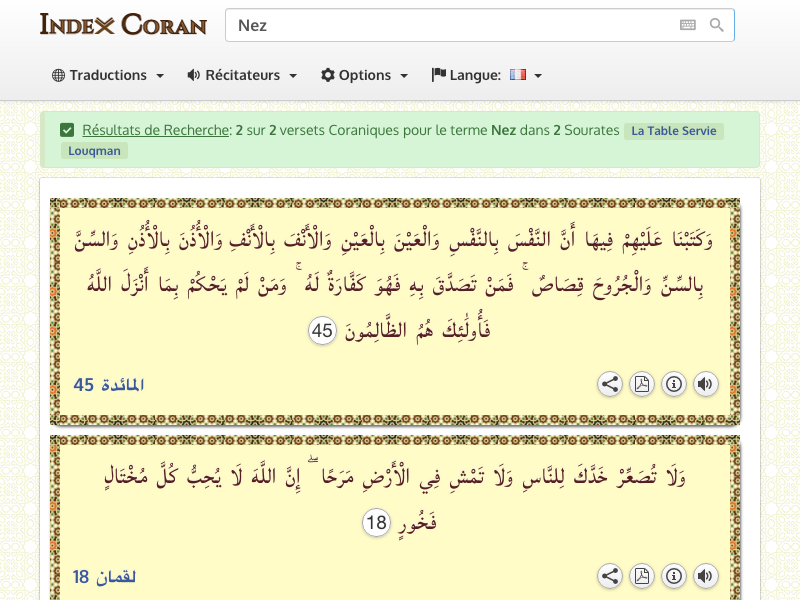 Index Coran
Nez
Traductions Récitateurs Options Langue:
Résultats de Recherche: 2 sur 2 versets Coraniques pour le terme Nez dans 2 Sourates La Table Servie
Louqman
وَكَتَبْنَا عَلَيْهِمْ فِيهَا أَنَّ النَّفْسَ بِالنَّفْسِ وَالْعَيْنَ بِالْعَيْنِ وَالْأَنْفَ بِالْأَنْفِ وَالْأُذُنَ بِالْأُذُنِ وَالسِّنَّ
بِالسِّنِّ وَالْجُرُوحَ قِصَاصٌ ۚ فَمَنْ تَصَدَّقَ بِهِ فَهُوَ كَفَّارَةٌ لَهُ ۚ وَمَنْ لَمْ يَحْكُمْ بِمَا أَنْزَلَ اللَّهُ
فَأُولَٰئِكَ هُمُ الظَّالِمُونَ 45
المائدة 45
وَلَا تُصَعِّرْ خَدَّكَ لِلنَّاسِ وَلَا تَمْشِ فِي الْأَرْضِ مَرَحًا ۖ إِنَّ اللَّهَ لَا يُحِبُّ كُلَّ مُخْتَالٍ
فَخُورٍ 18
لقمان 18